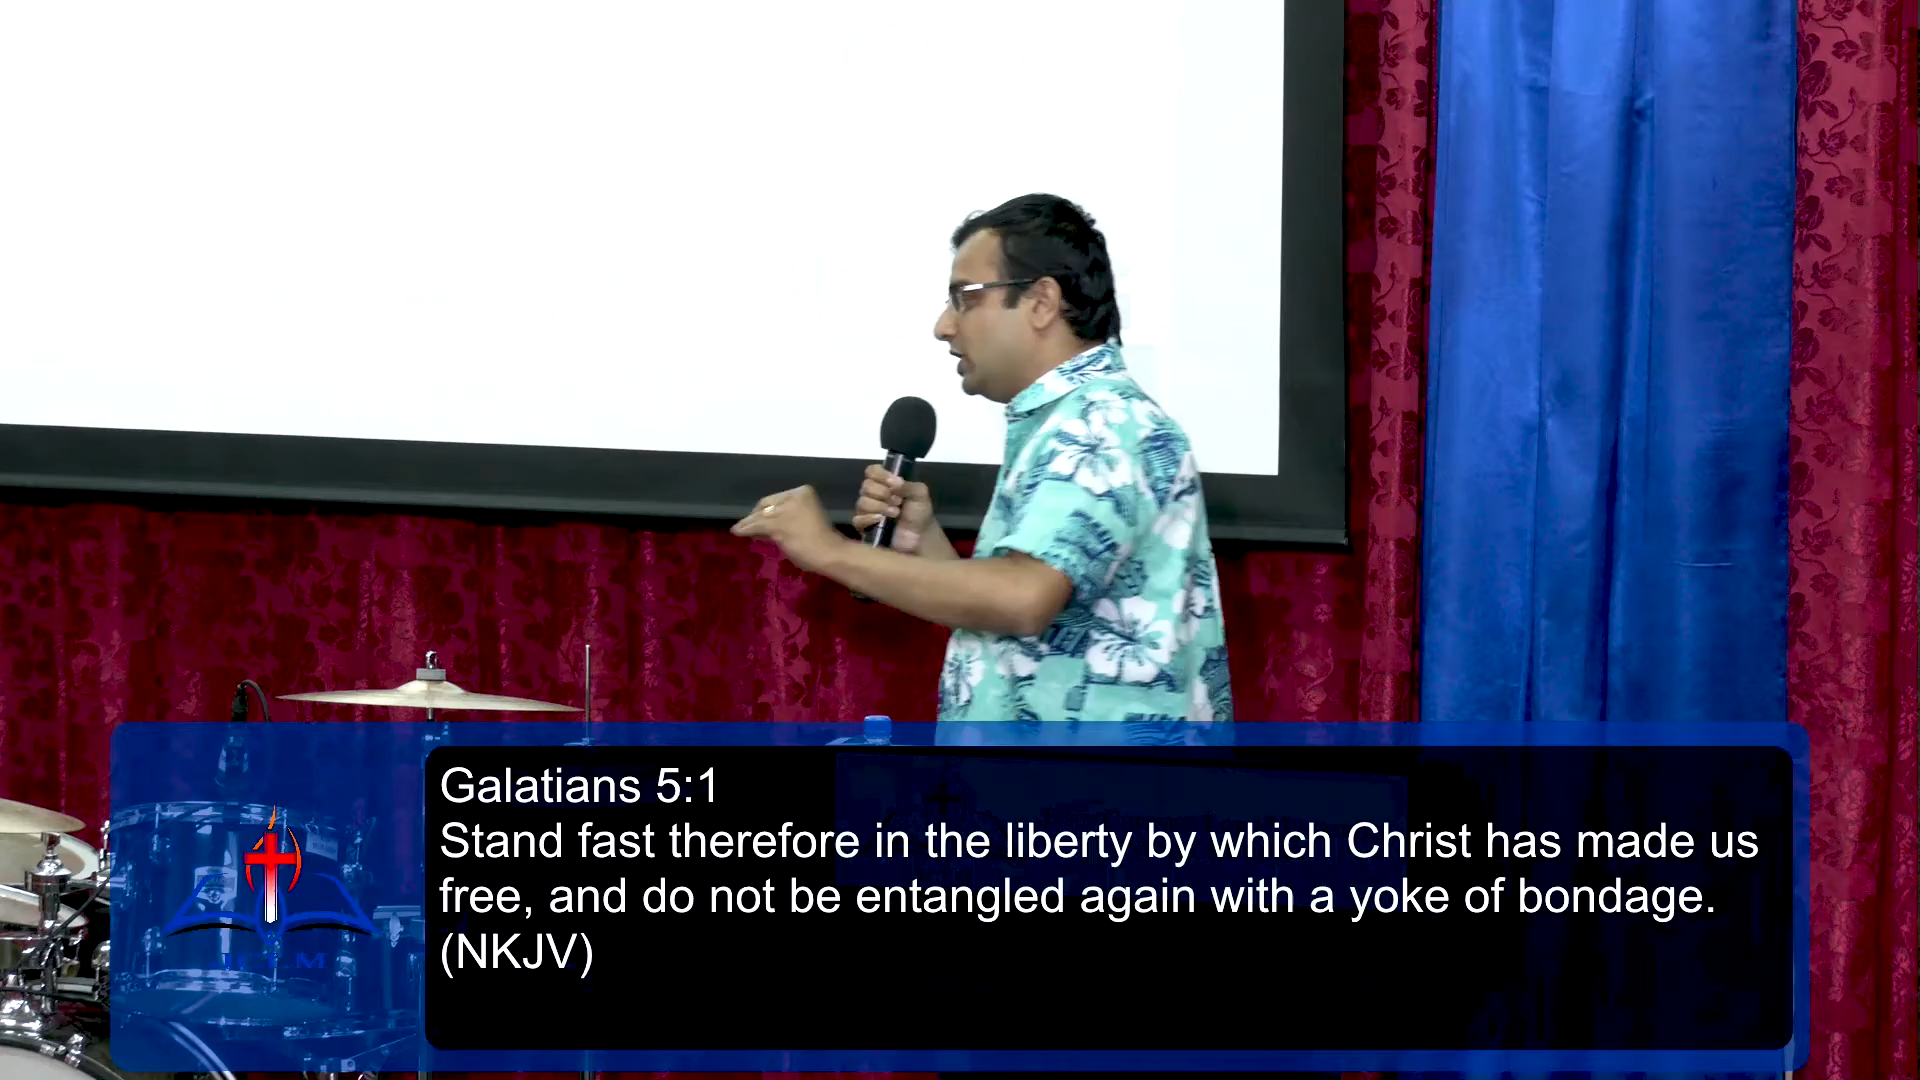 Galatians 5:1
Stand fast therefore in the liberty by which Christ has made us
free, and do not be entangled again with a yoke of bondage.
(NKJV)